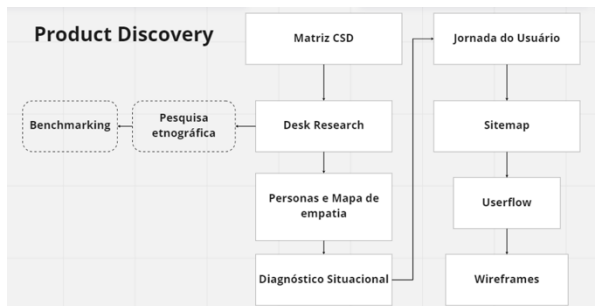 Product Discovery
Matriz CSD
Jornada do Usuário
Benchmarking
Pesquisa
etnográfica
Desk Research
Sitemap
Personas e Mapa de
empatia
Userflow
Diagnóstico Situacional
Wireframes